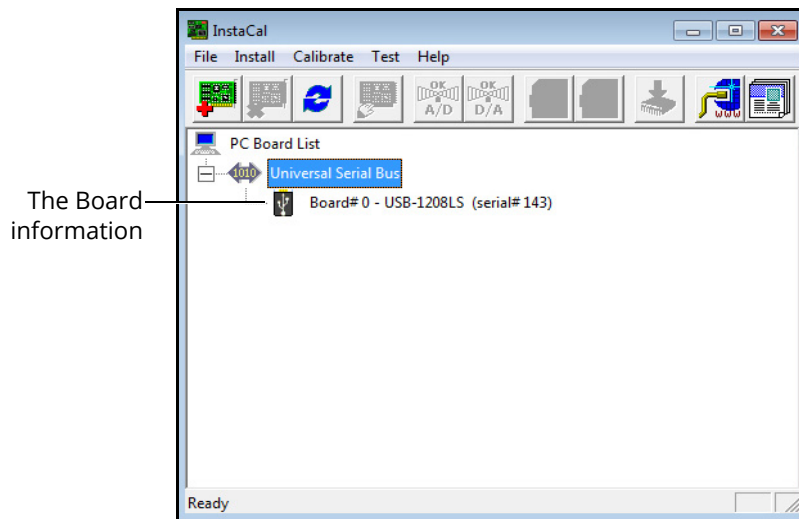 InstaCal
File Install Calibrate Test Help
OK A/D OK D/A
www
PC Board List
1010 Universal Serial Bus
The Board
information
Board# 0 - USB-1208LS (serial# 143)
Ready